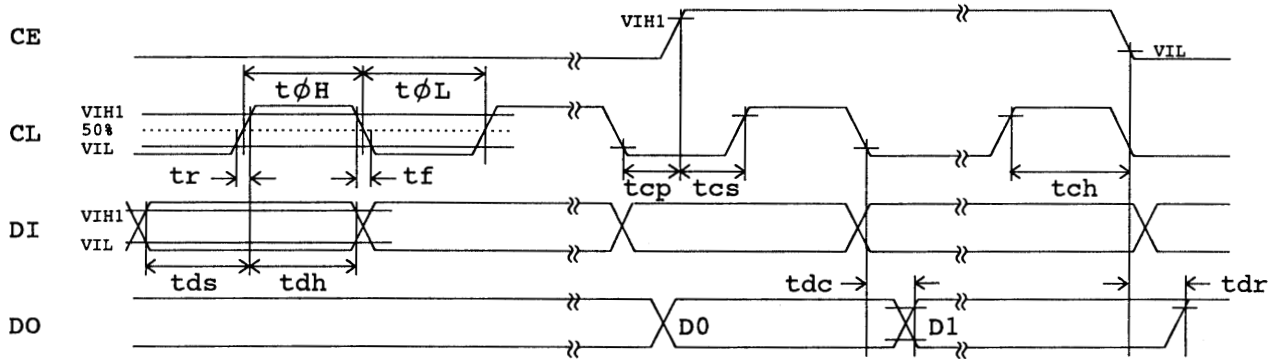 CE
VIH1
VIL
tφH
tφL
CL
VIH1
50%
VIL
tr
tf
tcp
tcs
tch
DI
VIH1
VIL
tds
tdh
tdc
tdr
DO
D0
D1